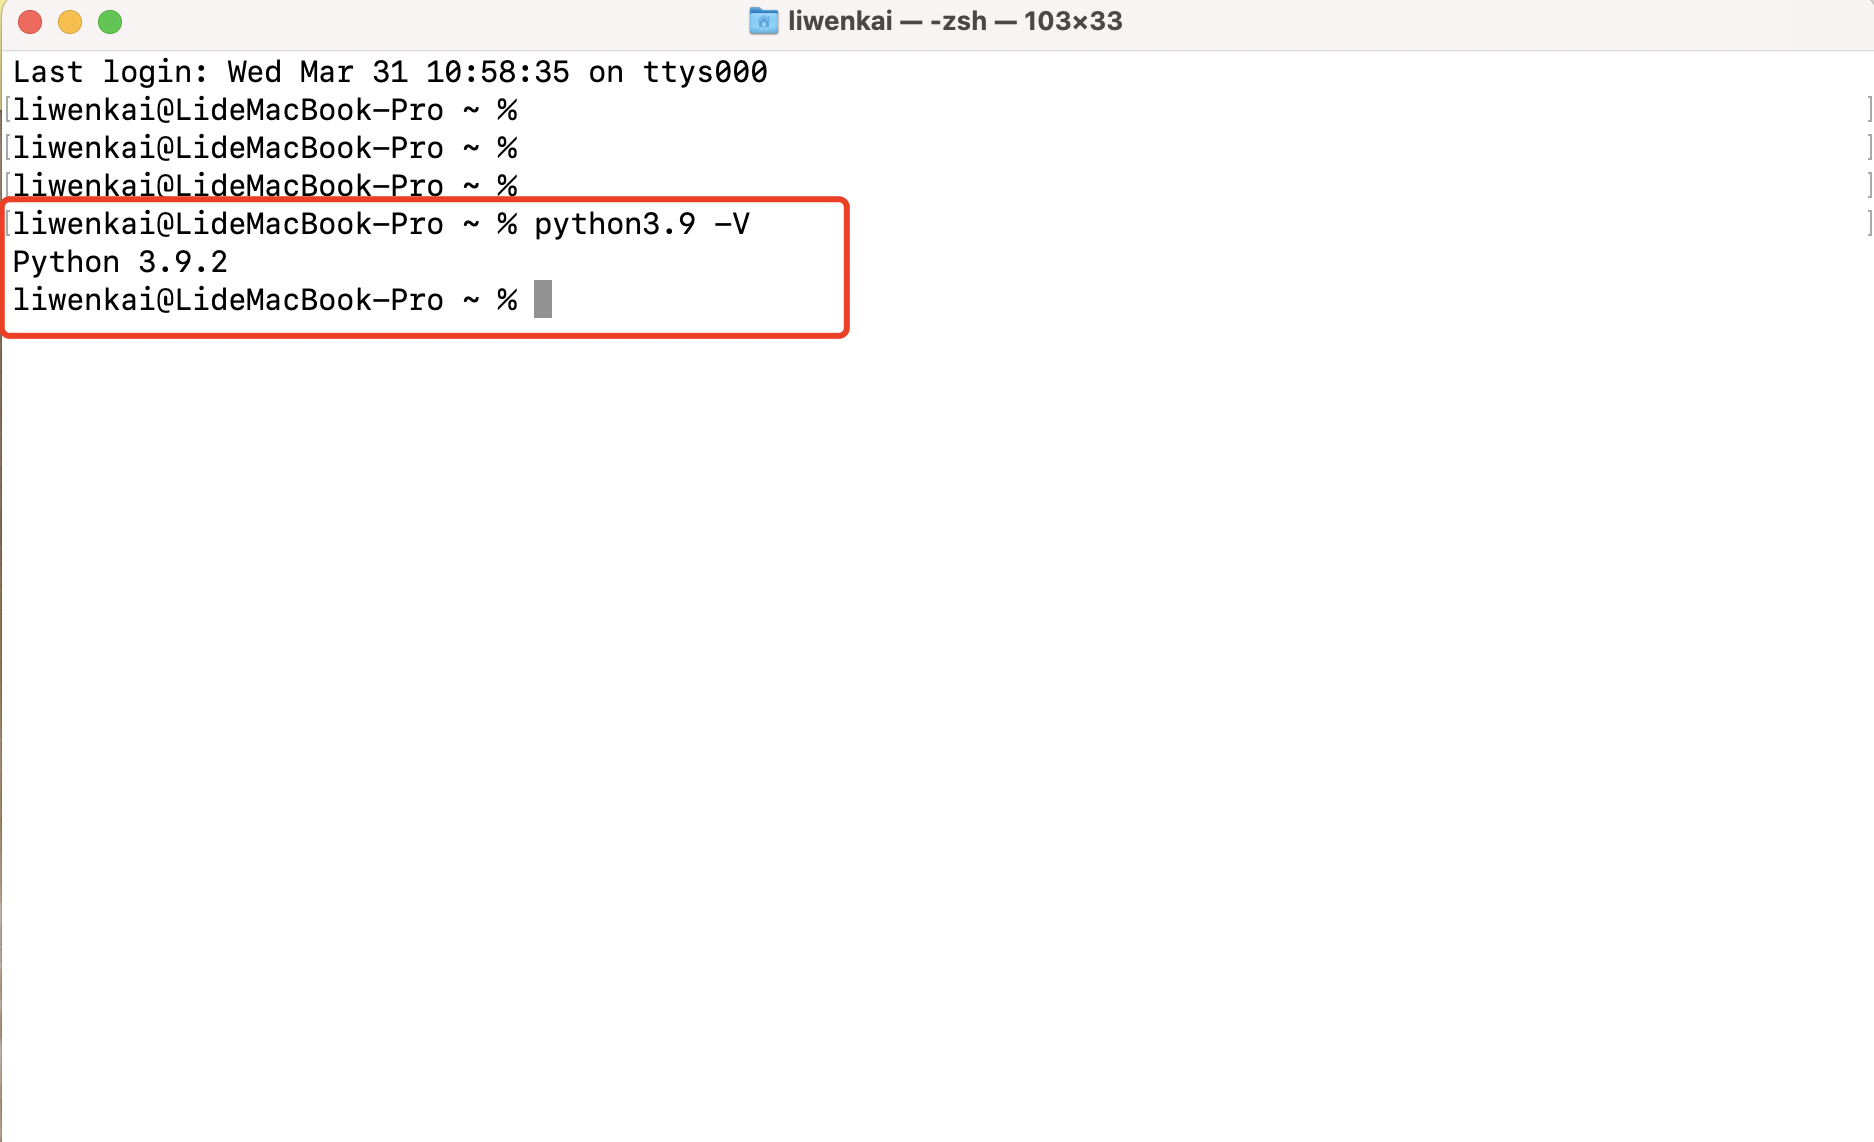 liwenkai — -zsh — 103×33
Last login: Wed Mar 31 10:58:35 on ttys000
[liwenkai@LideMacBook-Pro ~ % ]
[liwenkai@LideMacBook-Pro ~ % ]
[liwenkai@LideMacBook-Pro ~ % ]
[liwenkai@LideMacBook-Pro ~ % python3.9 -V ]
Python 3.9.2
liwenkai@LideMacBook-Pro ~ %